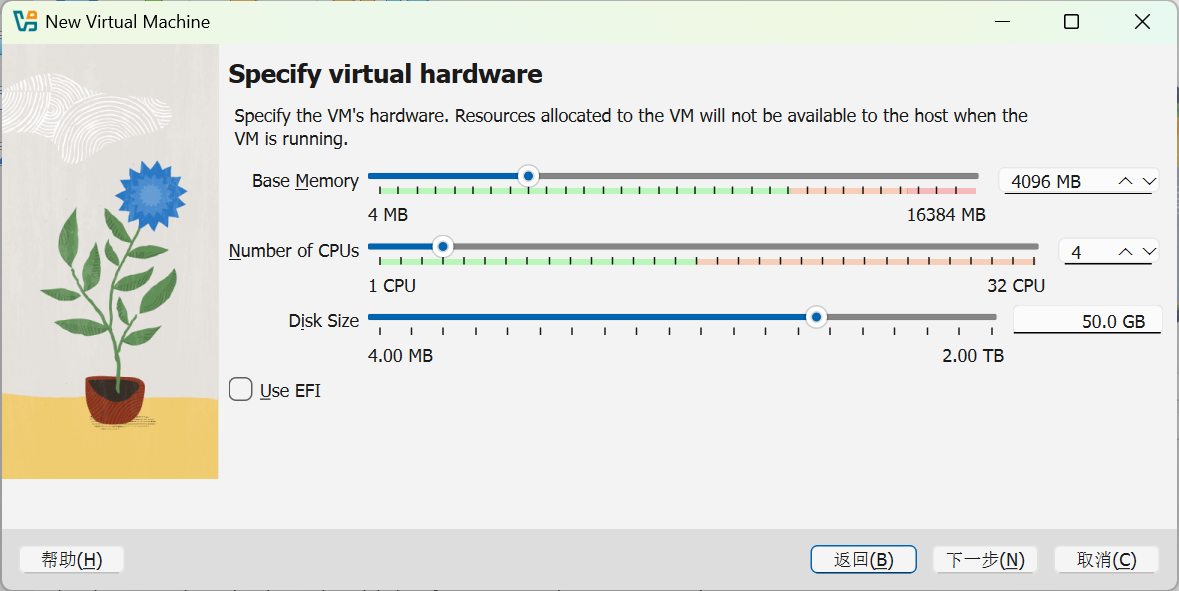 New Virtual Machine
Specify virtual hardware
Specify the VM's hardware. Resources allocated to the VM will not be available to the host when the
VM is running.
Base Memory 4096 MB
4 MB 16384 MB
Number of CPUs 4
1 CPU 32 CPU
Disk Size 50.0 GB
4.00 MB 2.00 TB
Use EFI
帮助(H) 返回(B) 下一步(N) 取消(C)